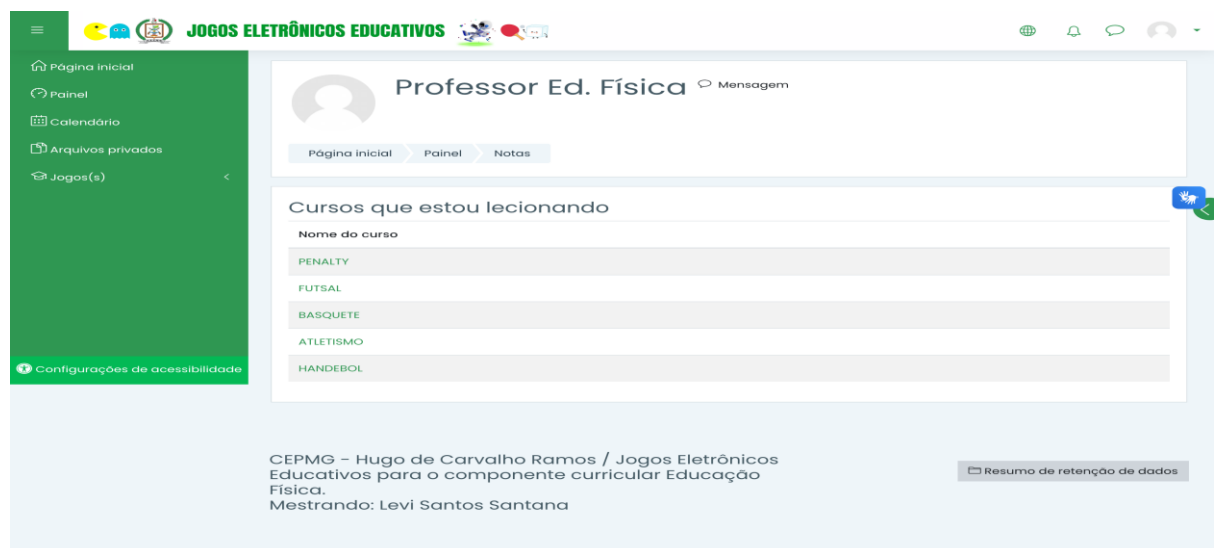 JOGOS ELETRÔNICOS EDUCATIVOS
Página inicial
Painel
Calendário
Arquivos privados
Jogos(s)
Configurações de acessibilidade
Professor Ed. Física Mensagem
Página inicial Painel Notas
Cursos que estou lecionando
Nome do curso
PENALTY
FUTSAL
BASQUETE
ATLETISMO
HANDEBOL
CEPMG - Hugo de Carvalho Ramos / Jogos Eletrônicos
Educativos para o componente curricular Educação
Física.
Mestrando: Levi Santos Santana
Resumo de retenção de dados